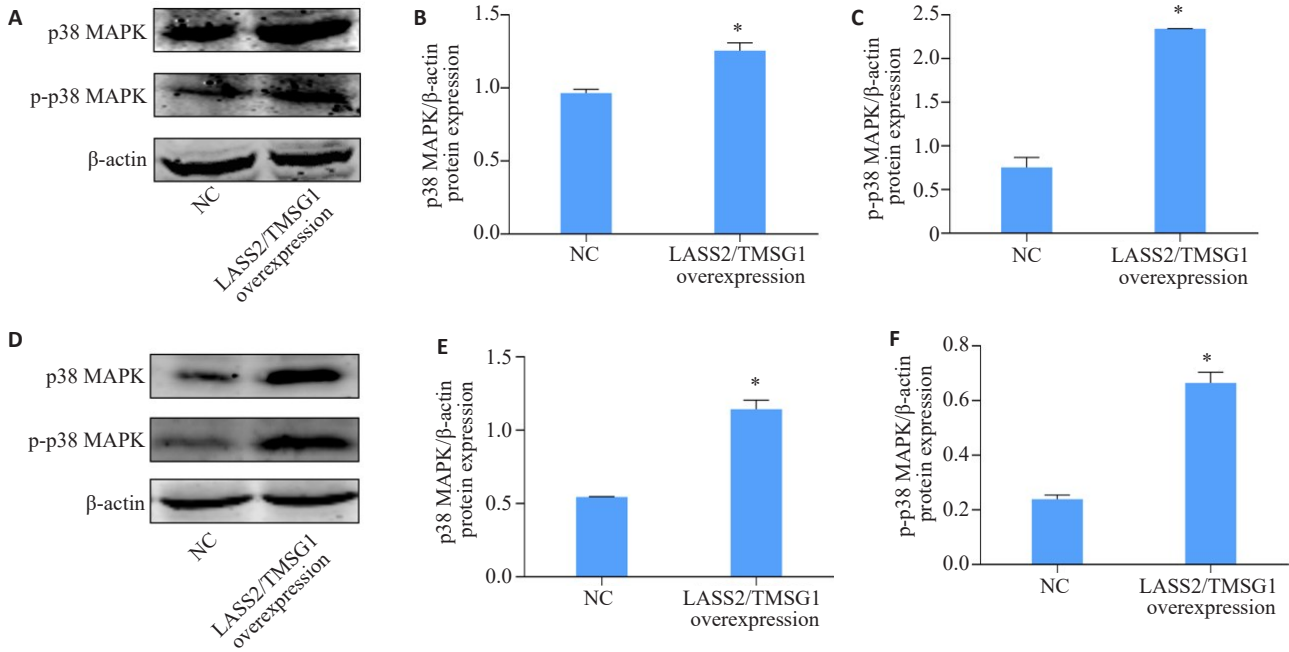 A
p38 MAPK
p-p38 MAPK
β-actin
NC
LASS2/TMSG1
overexpression
B
p38 MAPK/β-actin
protein expression
1.5
1.0
0.5
0.0
*
NC
LASS2/TMSG1
overexpression
C
p-p38 MAPK/β-actin
protein expression
2.5
2.0
1.5
1.0
0.5
0
*
NC
LASS2/TMSG1
overexpression
D
p38 MAPK
p-p38 MAPK
β-actin
NC
LASS2/TMSG1
overexpression
E
p38 MAPK/β-actin
protein expression
1.5
1.0
0.5
0.0
*
NC
LASS2/TMSG1
overexpression
F
p-p38 MAPK/β-actin
protein expression
0.8
0.6
0.4
0.2
0.0
*
NC
LASS2/TMSG1
overexpression